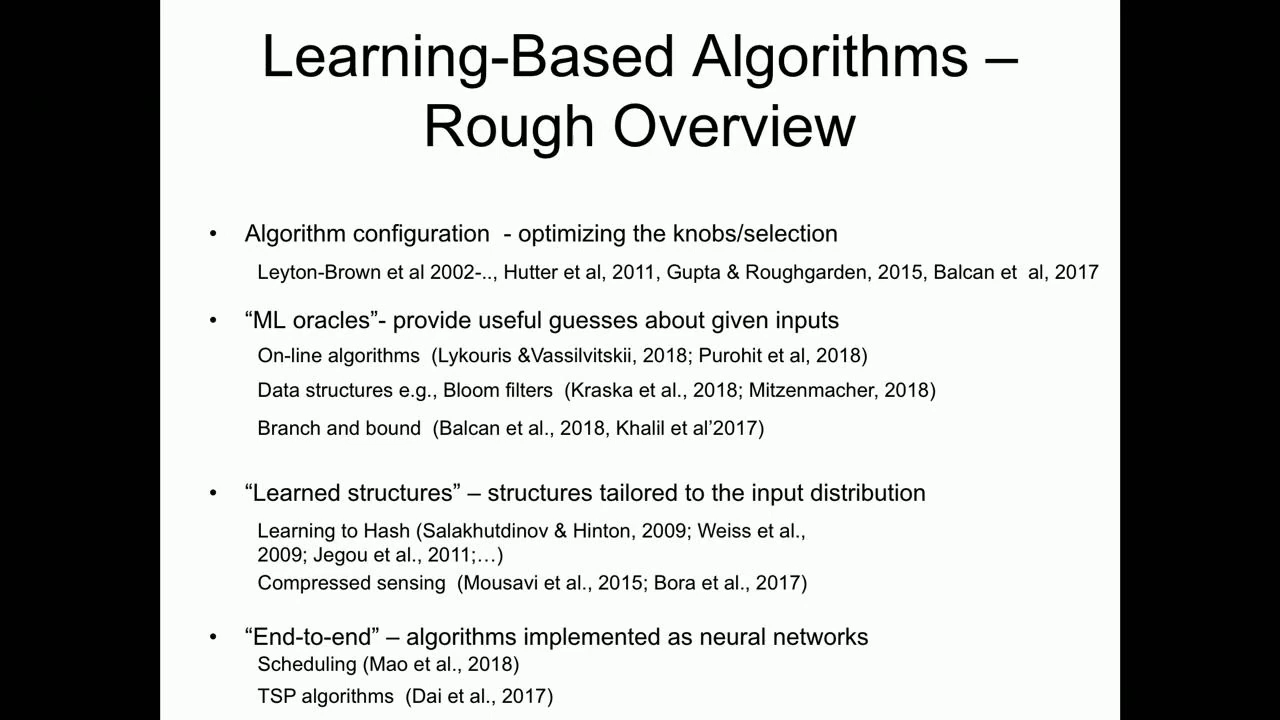 Learning-Based Algorithms –
Rough Overview
• Algorithm configuration - optimizing the knobs/selection
Leyton-Brown et al 2002-.., Hutter et al, 2011, Gupta & Roughgarden, 2015, Balcan et al, 2017
• “ML oracles”- provide useful guesses about given inputs
On-line algorithms (Lykouris &Vassilvitskii, 2018; Purohit et al, 2018)
Data structures e.g., Bloom filters (Kraska et al., 2018; Mitzenmacher, 2018)
Branch and bound (Balcan et al., 2018, Khalil et al’2017)
• “Learned structures” – structures tailored to the input distribution
Learning to Hash (Salakhutdinov & Hinton, 2009; Weiss et al.,
2009; Jegou et al., 2011;…)
Compressed sensing (Mousavi et al., 2015; Bora et al., 2017)
• “End-to-end” – algorithms implemented as neural networks
Scheduling (Mao et al., 2018)
TSP algorithms (Dai et al., 2017)